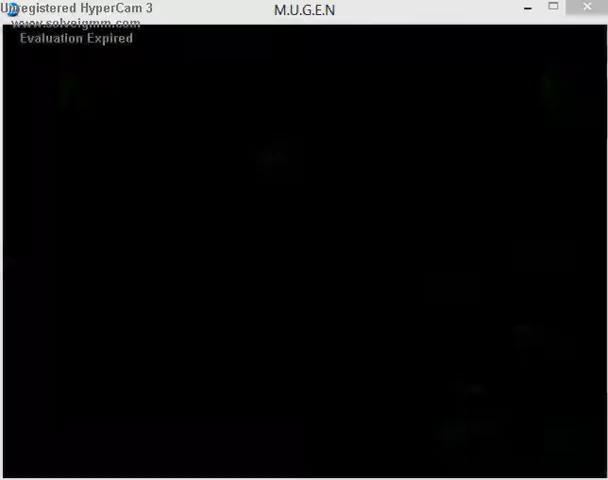 Unregistered HyperCam 3
M.U.G.E.N
www.solveigmm.com
Evaluation Expired